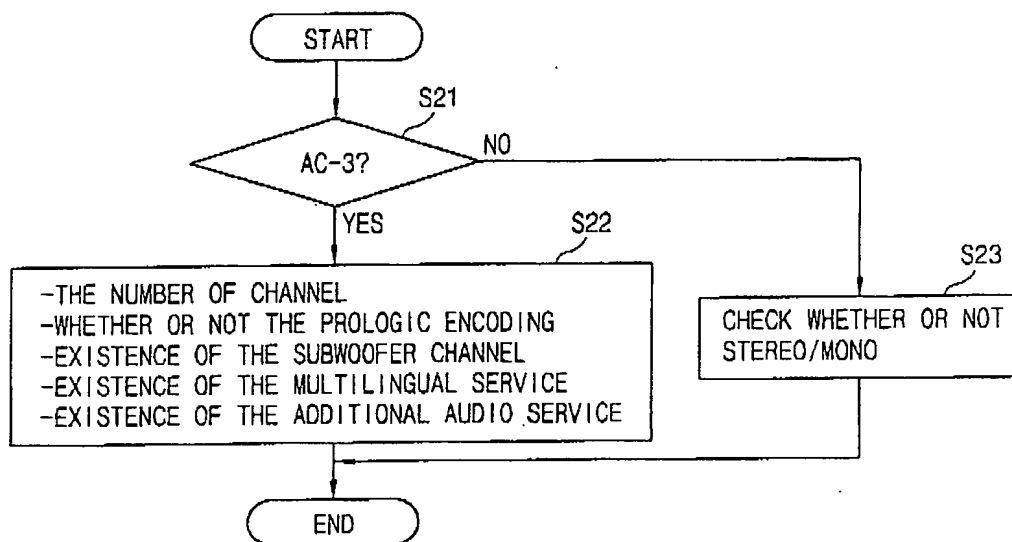 START
S21
AC-3?
NO
YES
S22
-THE NUMBER OF CHANNEL
-WHETHER OR NOT THE PROLOGIC ENCODING
-EXISTENCE OF THE SUBWOOFER CHANNEL
-EXISTENCE OF THE MULTILINGUAL SERVICE
-EXISTENCE OF THE ADDITIONAL AUDIO SERVICE
S23
CHECK WHETHER OR NOT
STEREO/MONO
END